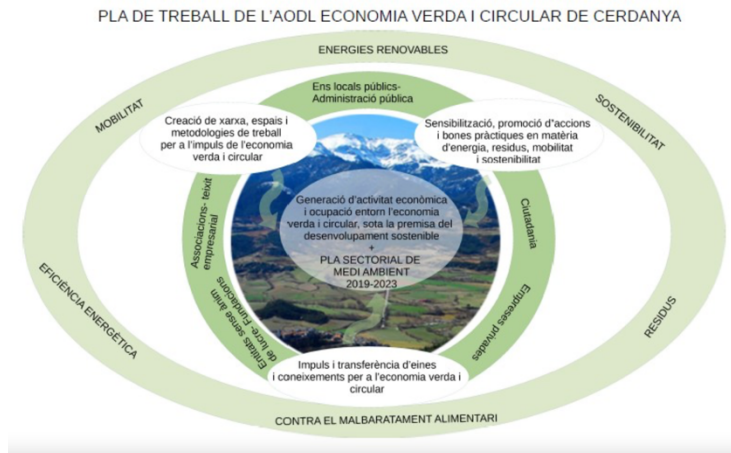 PLA DE TREBALL DE L'AODL ECONOMIA VERDA I CIRCULAR DE CERDANYA
ENERGIES RENOVABLES
MOBILITAT
SOSTENIBILITAT
Ens locals públics-
Administració pública
Creació de xarxa, espais i
metodologies de treball
per a l'impuls de l'economia
verda i circular
Sensibilització, promoció d"accions
i bones pràctiques en matèria
d'energia, residus, mobilitat
i sostenibilitat
Associacions- teixit
empresarial
Generació d'activitat econòmica
i ocupació entorn l'economia
verda i circular, sota la premisa del
desenvolupament sostenible
+
PLA SECTORIAL DE
MEDI AMBIENT
2019-2023
Ciutadania
EFICIÈNCIA ENERGÈTICA
Entitats sense ànim
de lucre- Fundacions
Empreses privades
RESIDUS
Impuls i transferència d'eines
i coneixements per a l'economia verda i
circular
CONTRA EL MALBARATAMENT ALIMENTARI